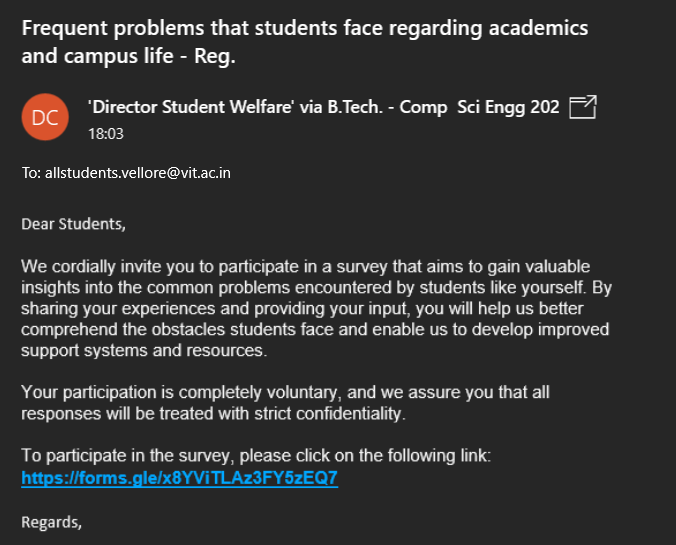 Frequent problems that students face regarding academics
and campus life - Reg.
DC
'Director Student Welfare' via B.Tech. - Comp Sci Engg 202
18:03
To: allstudents.vellore@vit.ac.in
Dear Students,
We cordially invite you to participate in a survey that aims to gain valuable
insights into the common problems encountered by students like yourself. By
sharing your experiences and providing your input, you will help us better
comprehend the obstacles students face and enable us to develop improved
support systems and resources.
Your participation is completely voluntary, and we assure you that all
responses will be treated with strict confidentiality.
To participate in the survey, please click on the following link:
https://forms.gle/x8YViTLAz3FY5zEQ7
Regards,